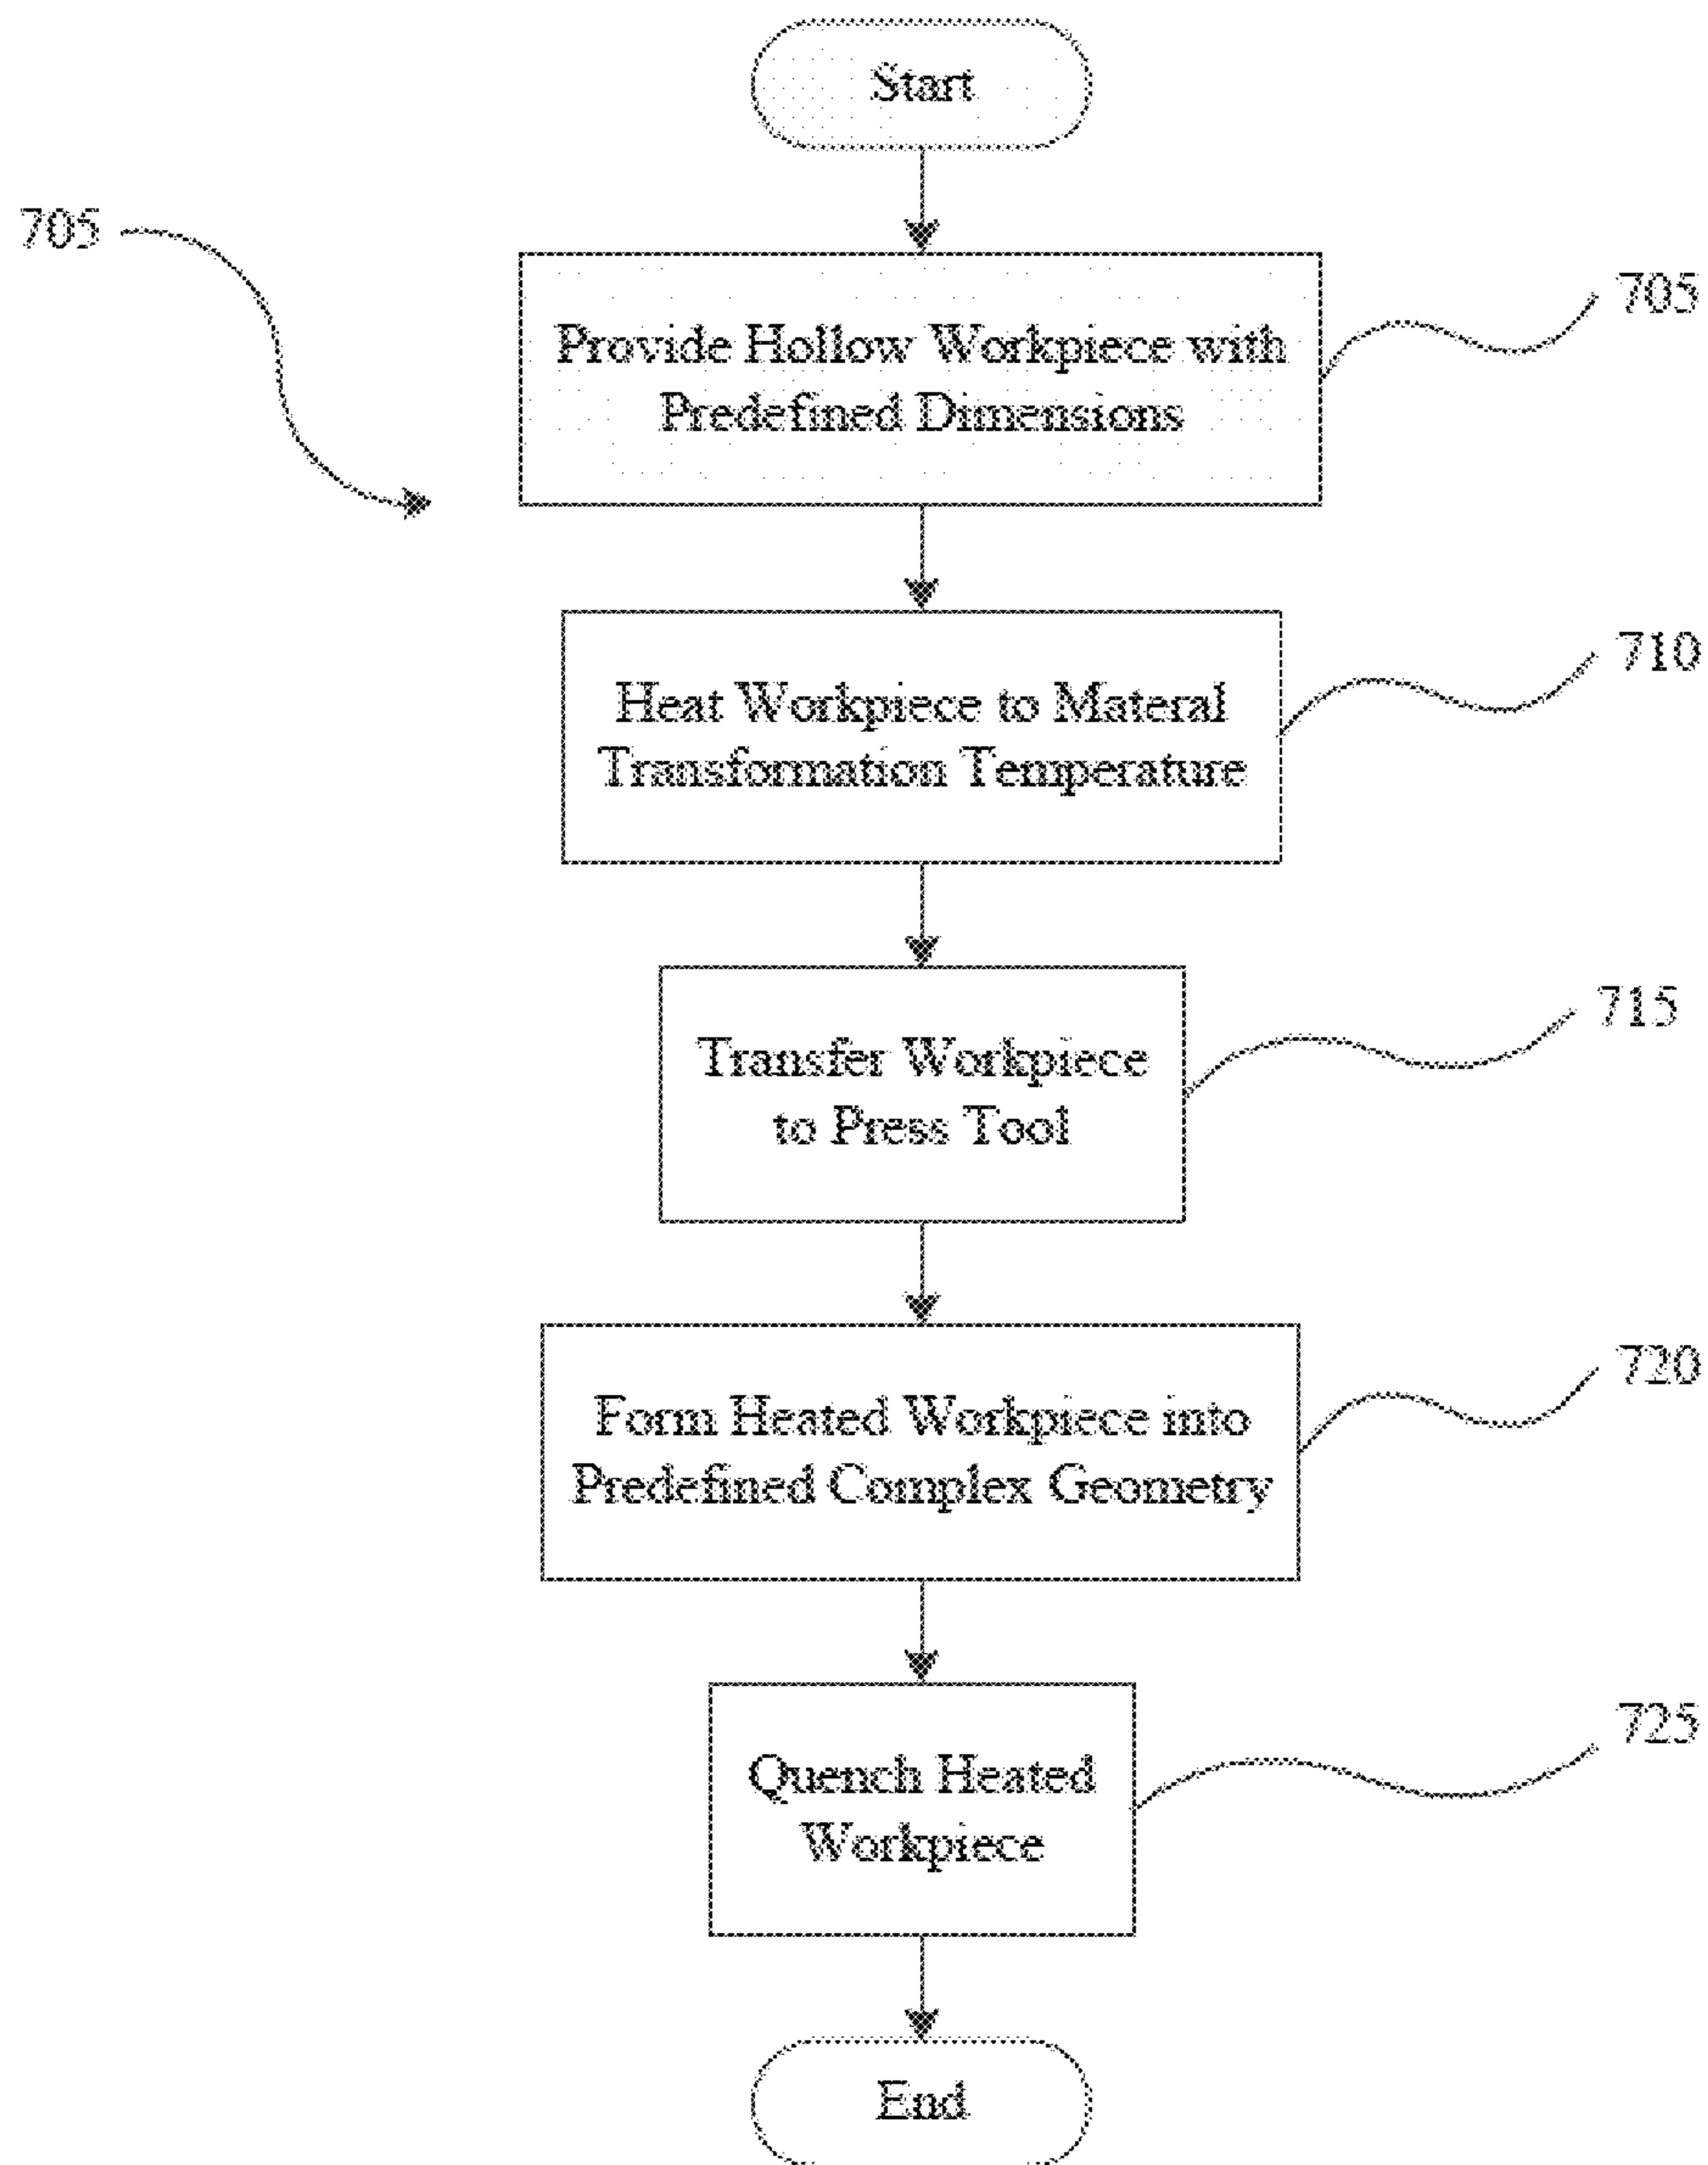 Start
705
705
Provide Hollow Workpiece with
Predefined Dimensions
710
Heat Workpiece to Materal
Transformation Temperature
715
Transfer Workpiece
to Press Tool
720
Form Heated Workpiece into
Predefined Complex Geometry
725
Quench Heated
Workpiece
End